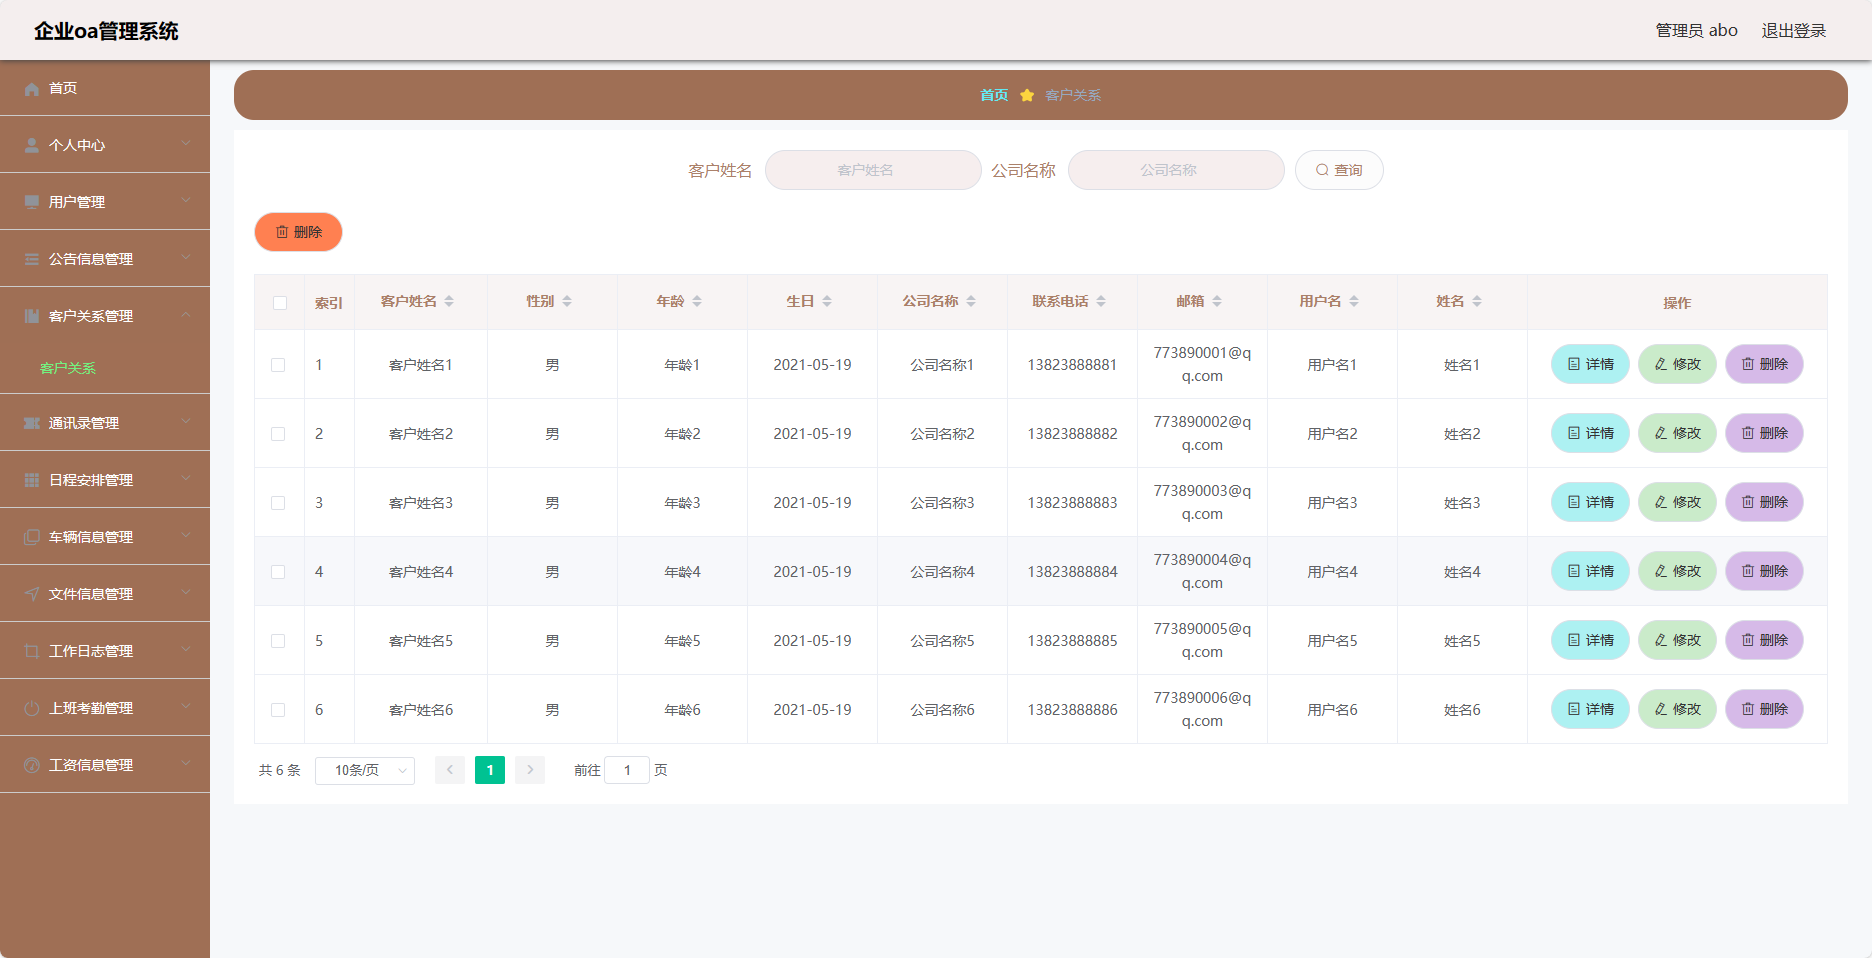 企业oa管理系统
管理员 abo 退出登录
首页
个人中心
用户管理
公告信息管理
客户关系管理
客户关系
通讯录管理
日程安排管理
车辆信息管理
文件信息管理
工作日志管理
上班考勤管理
工资信息管理
首页 客户关系
客户姓名 客户姓名 公司名称 公司名称 查询
删除
索引 客户姓名 性别 年龄 生日 公司名称 联系电话 邮箱 用户名 姓名 操作
1 客户姓名1 男 年龄1 2021-05-19 公司名称1 13823888881 773890001@q
q.com 用户名1 姓名1 详情 修改 删除
2 客户姓名2 男 年龄2 2021-05-19 公司名称2 13823888882 773890002@q
q.com 用户名2 姓名2 详情 修改 删除
3 客户姓名3 男 年龄3 2021-05-19 公司名称3 13823888883 773890003@q
q.com 用户名3 姓名3 详情 修改 删除
4 客户姓名4 男 年龄4 2021-05-19 公司名称4 13823888884 773890004@q
q.com 用户名4 姓名4 详情 修改 删除
5 客户姓名5 男 年龄5 2021-05-19 公司名称5 13823888885 773890005@q
q.com 用户名5 姓名5 详情 修改 删除
6 客户姓名6 男 年龄6 2021-05-19 公司名称6 13823888886 773890006@q
q.com 用户名6 姓名6 详情 修改 删除
共 6 条 10条/页 1 前往 1 页